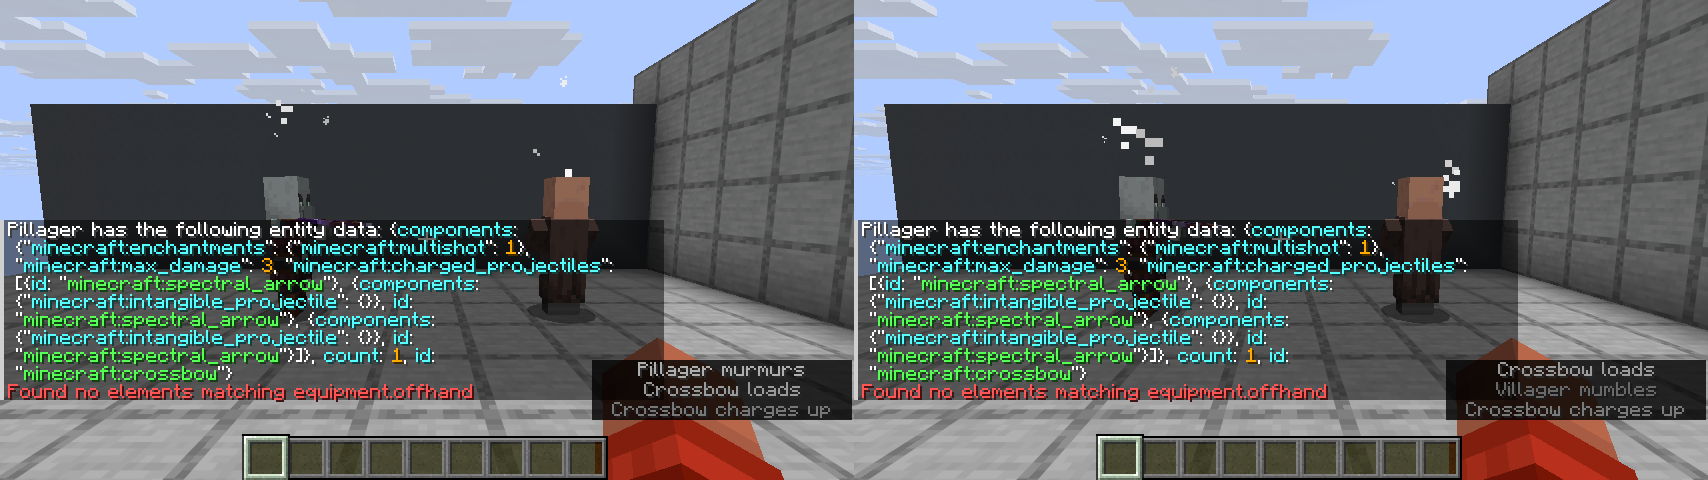 Pillager has the following entity data: {components:
{"minecraft:enchantments": {"minecraft:multishot": 1},
"minecraft:max_damage": 3, "minecraft:charged_projectiles":
[{id: "minecraft:spectral_arrow"}, {components:
{"minecraft:intangible_projectile": {}}, id:
"minecraft:spectral_arrow"}, {components:
{"minecraft:intangible_projectile": {}}, id:
"minecraft:spectral_arrow"}]}, count: 1, id:
"minecraft:crossbow"}
Found no elements matching equipment.offhand
Pillager murmurs
Crossbow loads
Crossbow charges up
Pillager has the following entity data: {components:
{"minecraft:enchantments": {"minecraft:multishot": 1},
"minecraft:max_damage": 3, "minecraft:charged_projectiles":
[{id: "minecraft:spectral_arrow"}, {components:
{"minecraft:intangible_projectile": {}}, id:
"minecraft:spectral_arrow"}, {components:
{"minecraft:intangible_projectile": {}}, id:
"minecraft:spectral_arrow"}]}, count: 1, id:
"minecraft:crossbow"}
Found no elements matching equipment.offhand
Crossbow loads
Villager mumbles
Crossbow charges up